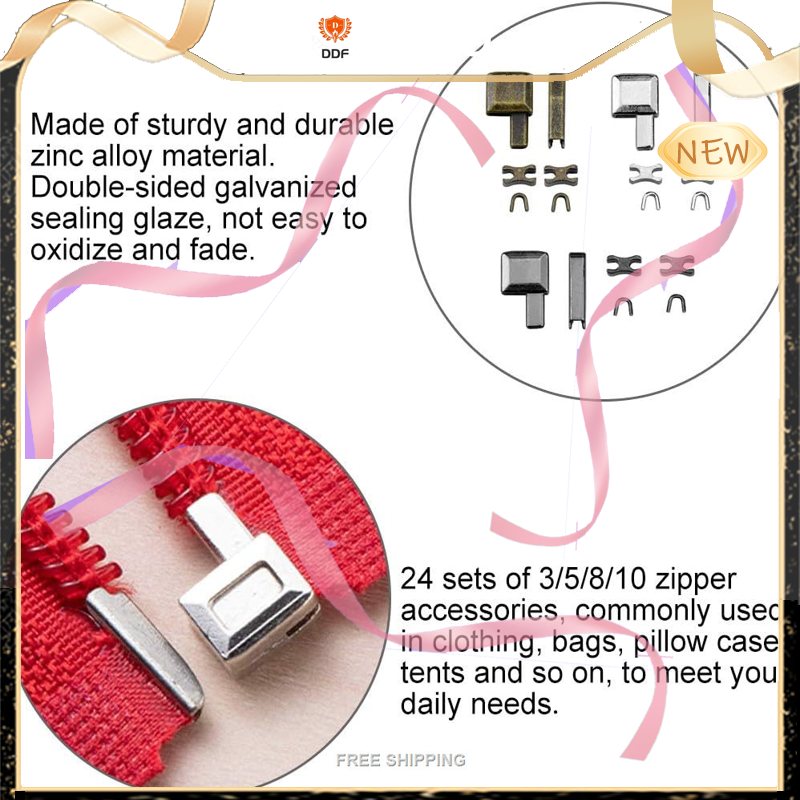 DDF
Made of sturdy and durable
zinc alloy material.
Double-sided galvanized
sealing glaze, not easy to
oxidize and fade.
NEW
24 sets of 3/5/8/10 zipper
accessories, commonly used
in clothing, bags, pillow case
tents and so on, to meet you
daily needs.
FREE SHIPPING